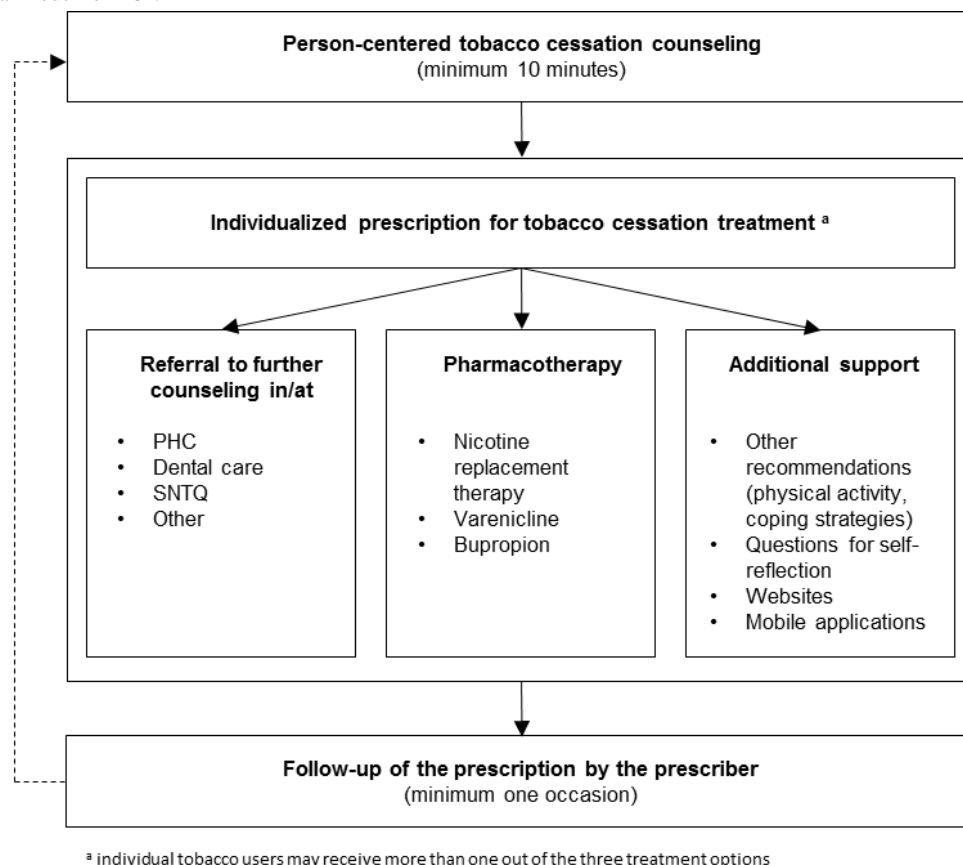 Person-centered tobacco cessation counseling
(minimum 10 minutes)
Individualized prescription for tobacco cessation treatment ᵃ
Referral to further
counseling in/at
• PHC
• Dental care
• SNTQ
• Other
Pharmacotherapy
• Nicotine
replacement
therapy
• Varenicline
• Bupropion
Additional support
• Other
recommendations
(physical activity,
coping strategies)
• Questions for self-
reflection
• Websites
• Mobile applications
Follow-up of the prescription by the prescriber
(minimum one occasion)
ᵃ individual tobacco users may receive more than one out of the three treatment options